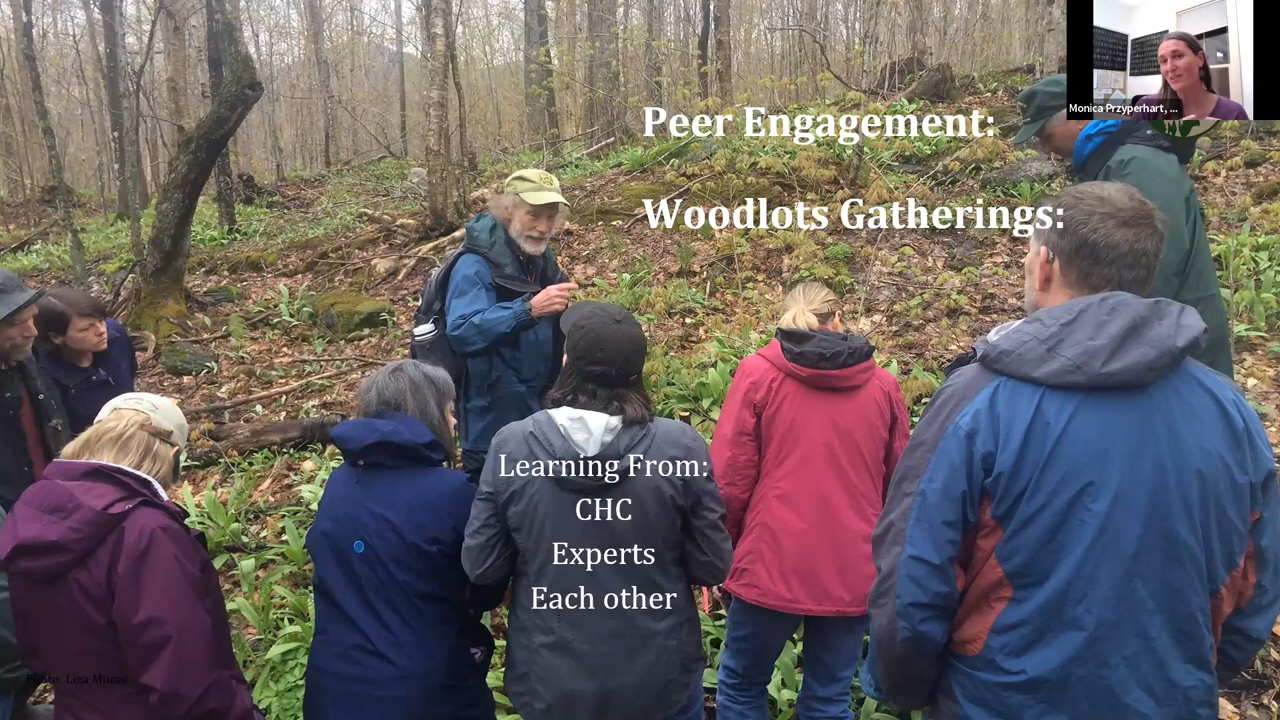 Monica Przyperhart, ...
Peer Engagement:
Woodlots Gatherings:
Learning From:
CHC
Experts
Each other
Photo: Liza Morse